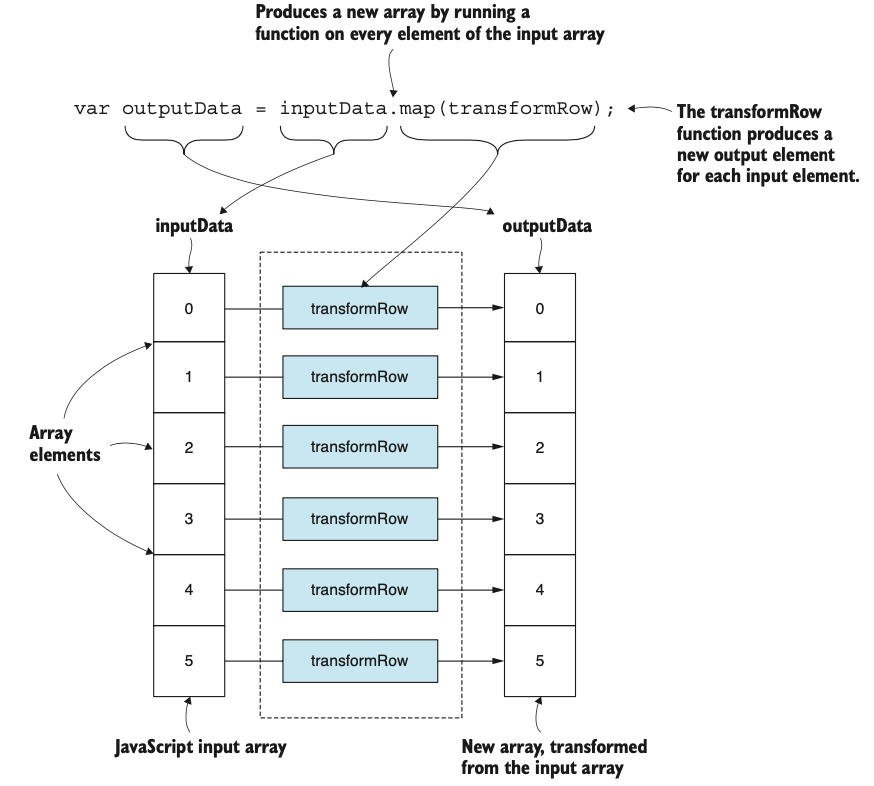 Produces a new array by running a
function on every element of the input array
var outputData = inputData.map(transformRow);
The transformRow
function produces a
new output element
for each input element.
inputData
outputData
0 transformRow 0
1 transformRow 1
2 transformRow 2
3 transformRow 3
4 transformRow 4
5 transformRow 5
Array
elements
JavaScript input array
New array, transformed
from the input array